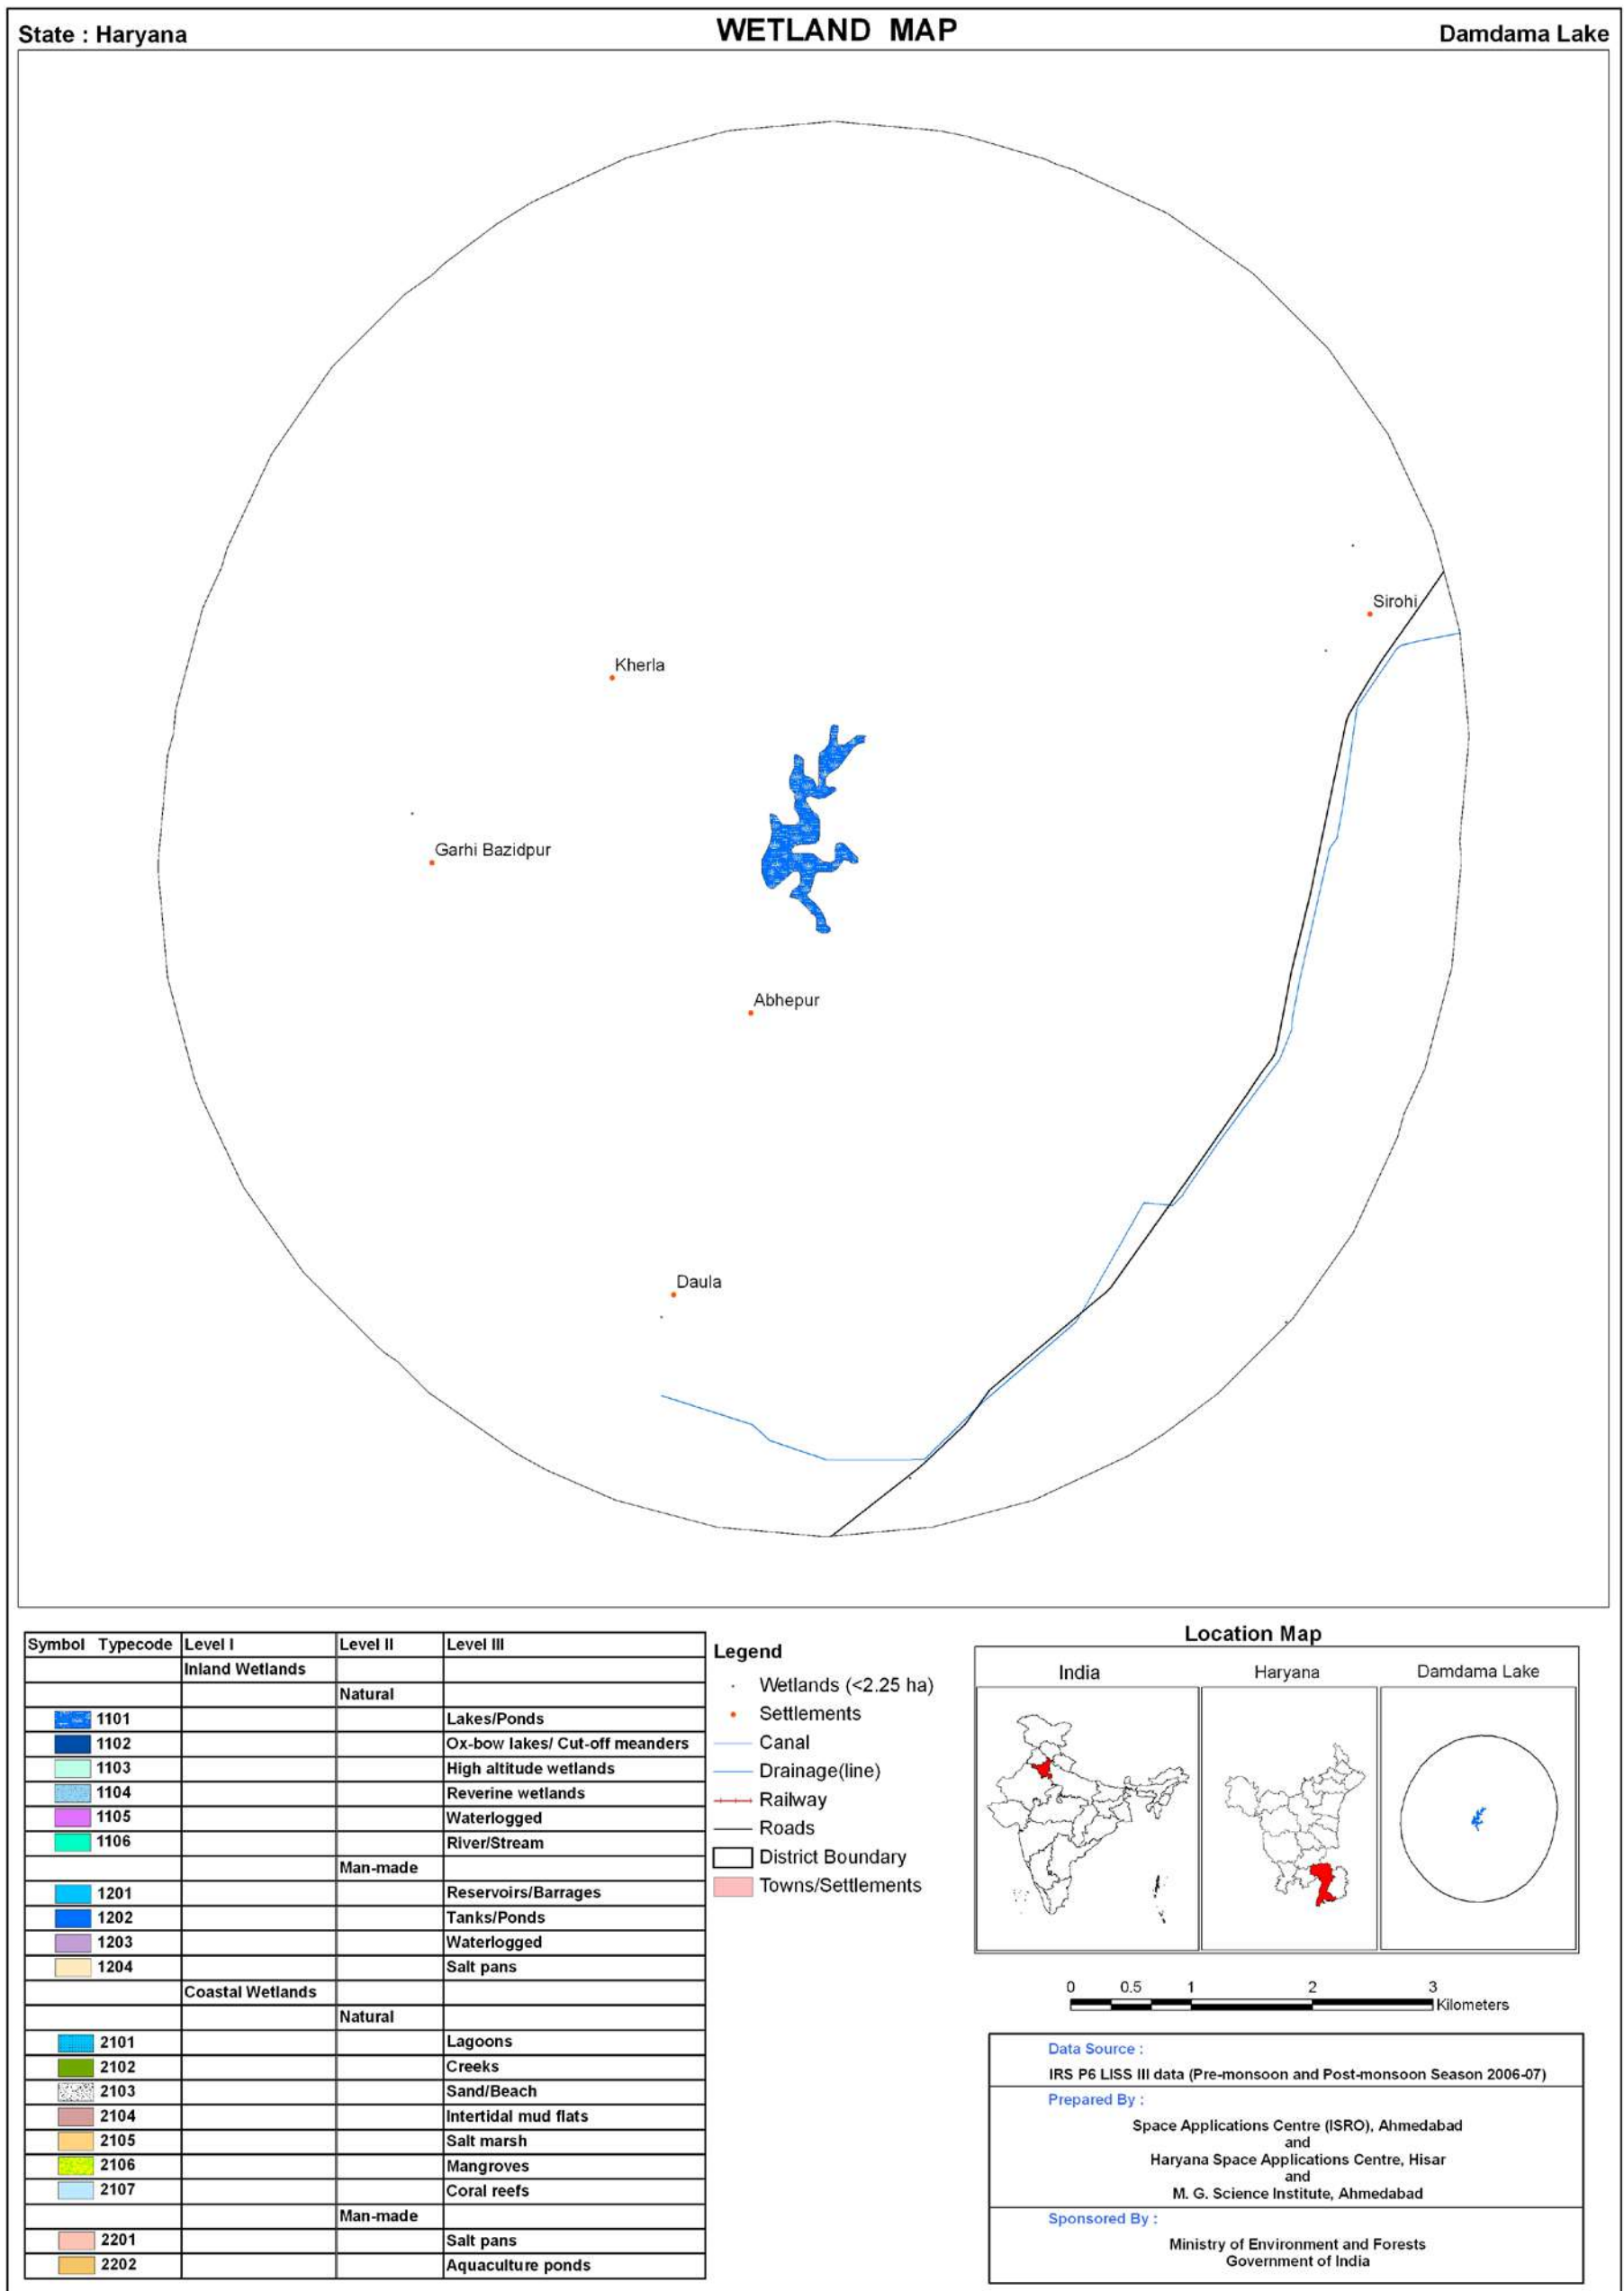 State : Haryana
WETLAND MAP
Damdama Lake
Sirohi
Kherla
Garhi Bazidpur
Abhepur
Daula
Symbol Typecode Level I Level II Level III
Inland Wetlands
Natural
1101 Lakes/Ponds
1102 Ox-bow lakes/ Cut-off meanders
1103 High altitude wetlands
1104 Reverine wetlands
1105 Waterlogged
1106 River/Stream
Man-made
1201 Reservoirs/Barrages
1202 Tanks/Ponds
1203 Waterlogged
1204 Salt pans
Coastal Wetlands
Natural
2101 Lagoons
2102 Creeks
2103 Sand/Beach
2104 Intertidal mud flats
2105 Salt marsh
2106 Mangroves
2107 Coral reefs
Man-made
2201 Salt pans
2202 Aquaculture ponds
Legend
Wetlands (<2.25 ha)
Settlements
Canal
Drainage(line)
Railway
Roads
District Boundary
Towns/Settlements
Location Map
India
Haryana
Damdama Lake
0 0.5 1 2 3
Kilometers
Data Source :
IRS P6 LISS III data (Pre-monsoon and Post-monsoon Season 2006-07)
Prepared By :
Space Applications Centre (ISRO), Ahmedabad
and
Haryana Space Applications Centre, Hisar
and
M. G. Science Institute, Ahmedabad
Sponsored By :
Ministry of Environment and Forests
Government of India